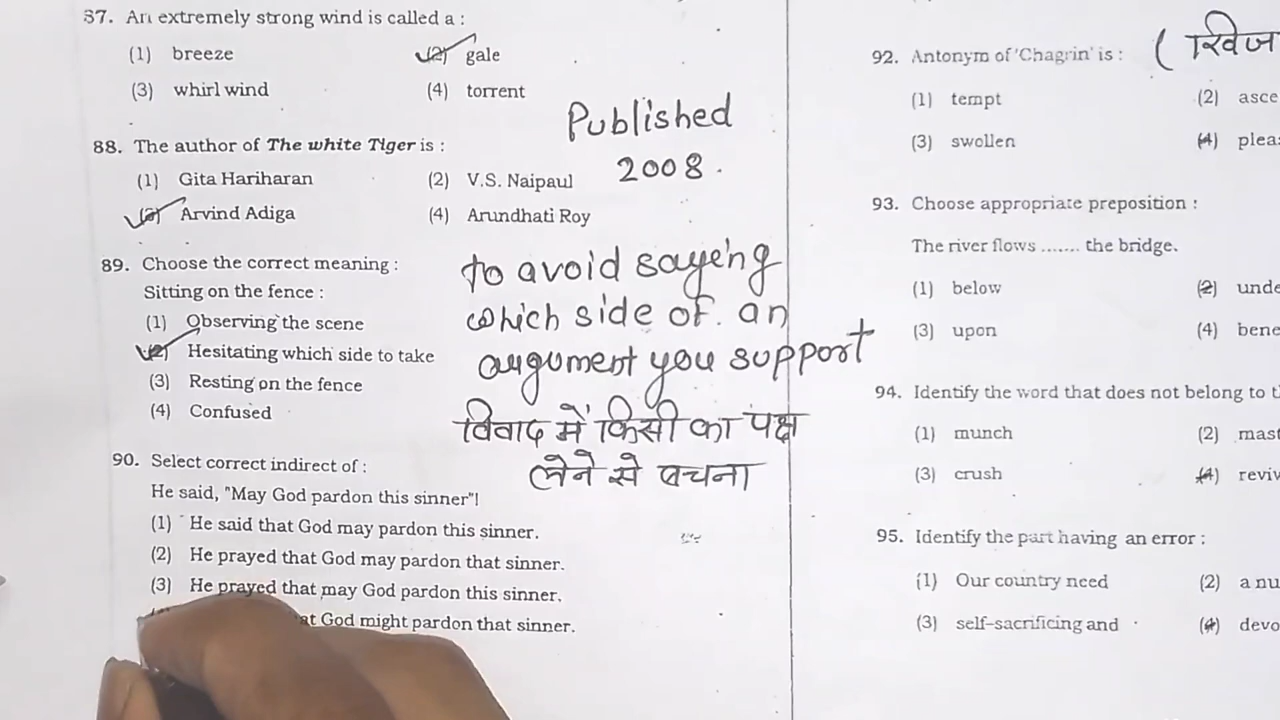 37. An extremely strong wind is called a :
(1) breeze (2) gale
(3) whirl wind (4) torrent
Published
2008.
88. The author of The white Tiger is :
(1) Gita Hariharan (2) V.S. Naipaul
(3) Arvind Adiga (4) Arundhati Roy
89. Choose the correct meaning :
Sitting on the fence :
(1) Observing the scene
(2) Hesitating which side to take
(3) Resting on the fence
(4) Confused
to avoid saye'ng
which side of. an
augument you support
विवाद में किसी का पक्ष
लेने से बचना
90. Select correct indirect of :
He said, "May God pardon this sinner"!
(1) He said that God may pardon this sinner.
(2) He prayed that God may pardon that sinner.
(3) He prayed that may God pardon this sinner.
at God might pardon that sinner.
92. Antonym of 'Chagrin' is : ( खिज
(1) tempt (2) asce
(3) swollen (4) plea
93. Choose appropriate preposition :
The river flows ....... the bridge.
(1) below (2) unde
(3) upon (4) bene
94. Identify the word that does not belong to t
(1) munch (2) mast
(3) crush (4) reviv
95. Identify the part having an error :
(1) Our country need (2) a nu
(3) self-sacrificing and (4) devo